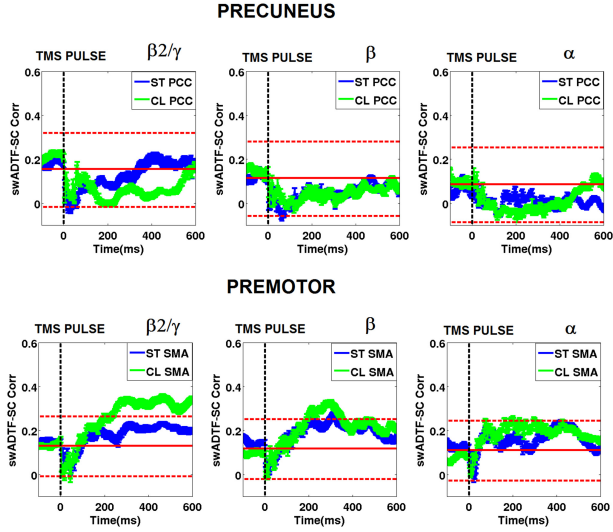 PRECUNEUS
TMS PULSE β2/γ
0.6
0.4
0.2
0
swADTF-SC Corr
ST PCC
CL PCC
0 200 400 600
Time(ms)
β
0.6
0.4
0.2
0
swADTF-SC Corr
ST PCC
CL PCC
0 200 400 600
Time(ms)
TMS PULSE α
0.6
0.4
0.2
0
swADTF-SC Corr
ST PCC
CL PCC
0 200 400 600
Time(ms)
PREMOTOR
TMS PULSE β2/γ
0.6
0.4
0.2
0
swADTF-SC Corr
ST SMA
CL SMA
0 200 400 600
Time(ms)
TMS PULSE β
0.6
0.4
0.2
0
swADTF-SC Corr
ST SMA
CL SMA
0 200 400 600
Time(ms)
TMS PULSE α
0.6
0.4
0.2
0
swADTF-SC Corr
ST SMA
CL SMA
0 200 400 600
Time(ms)